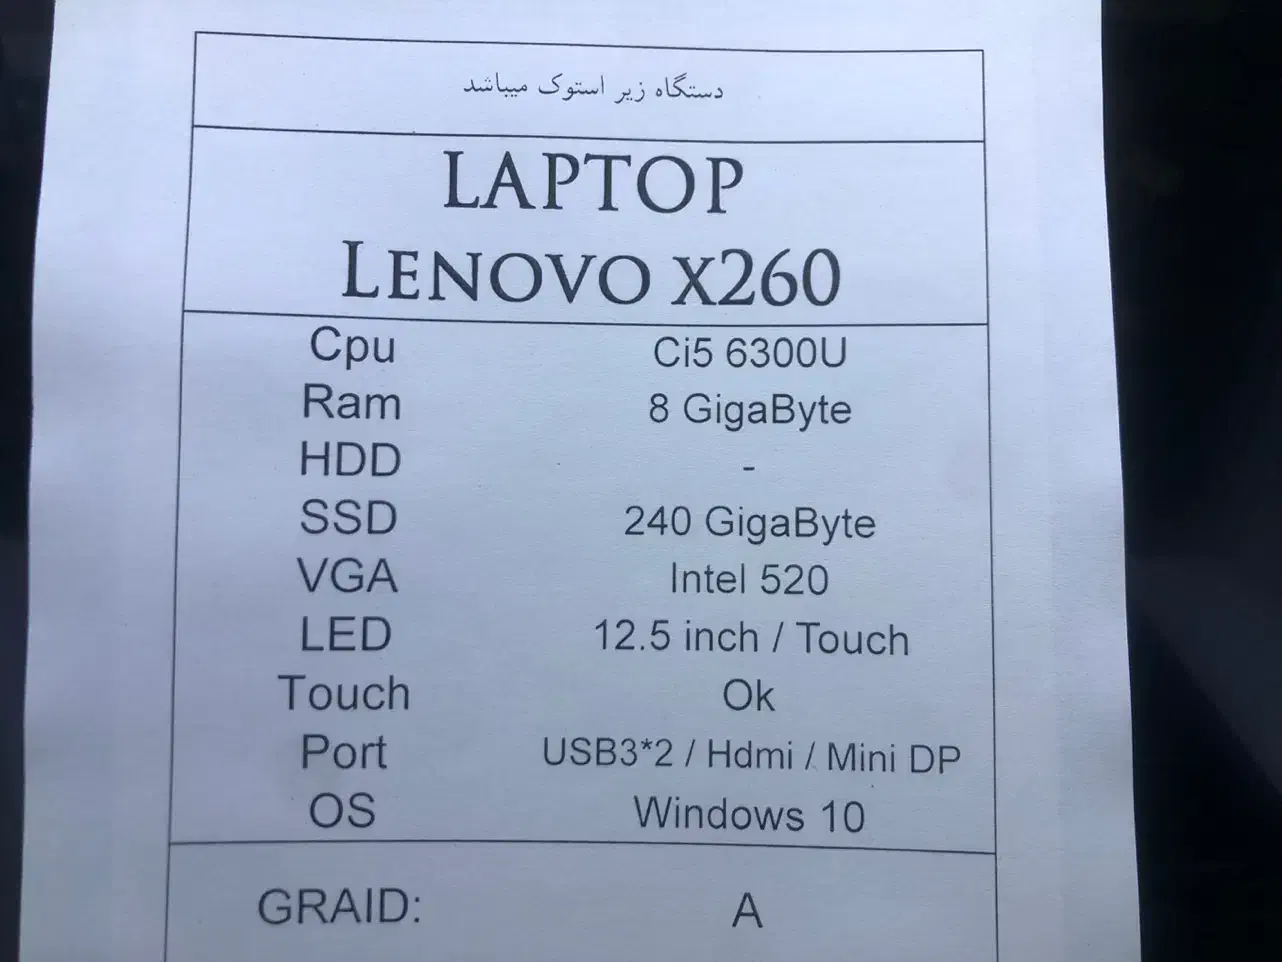 دستگاه زیر استوک میباشد
LAPTOP
LENOVO X260
Cpu Ci5 6300U
Ram 8 GigaByte
HDD -
SSD 240 GigaByte
VGA Intel 520
LED 12.5 inch / Touch
Touch Ok
Port USB3*2 / Hdmi / Mini DP
OS Windows 10
GRAID: A